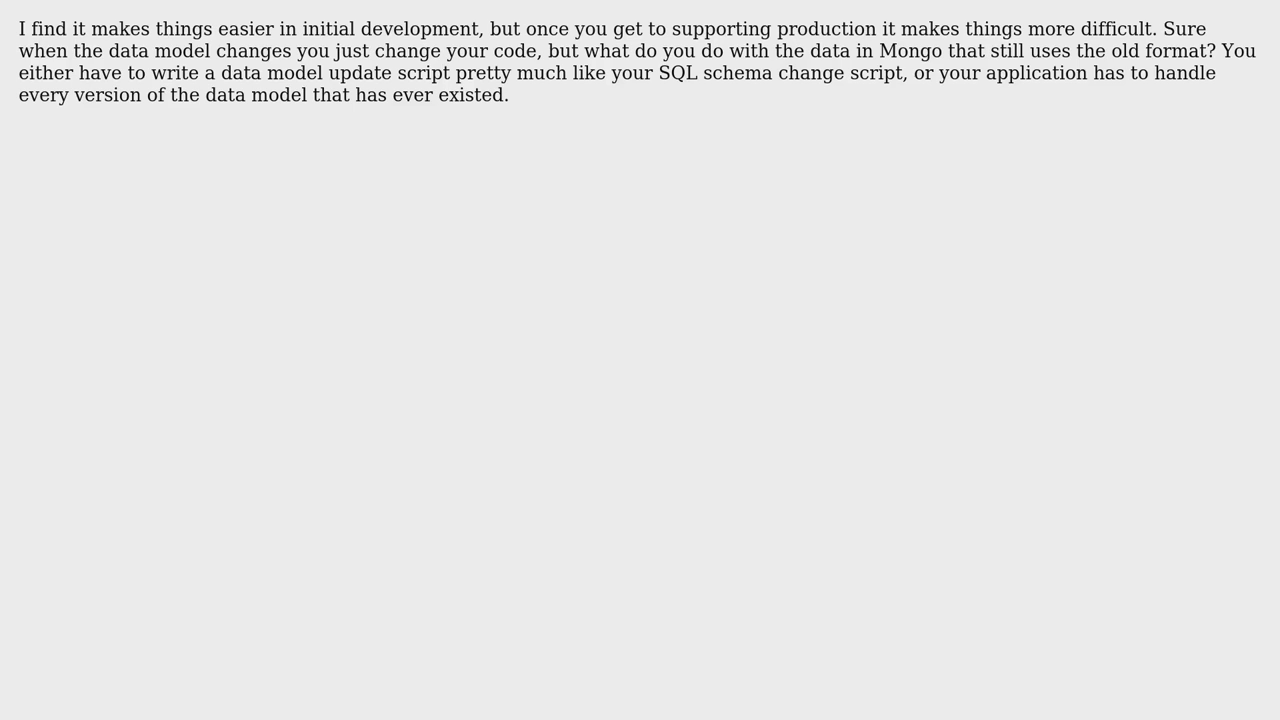 I find it makes things easier in initial development, but once you get to supporting production it makes things more difficult. Sure
when the data model changes you just change your code, but what do you do with the data in Mongo that still uses the old format? You
either have to write a data model update script pretty much like your SQL schema change script, or your application has to handle
every version of the data model that has ever existed.